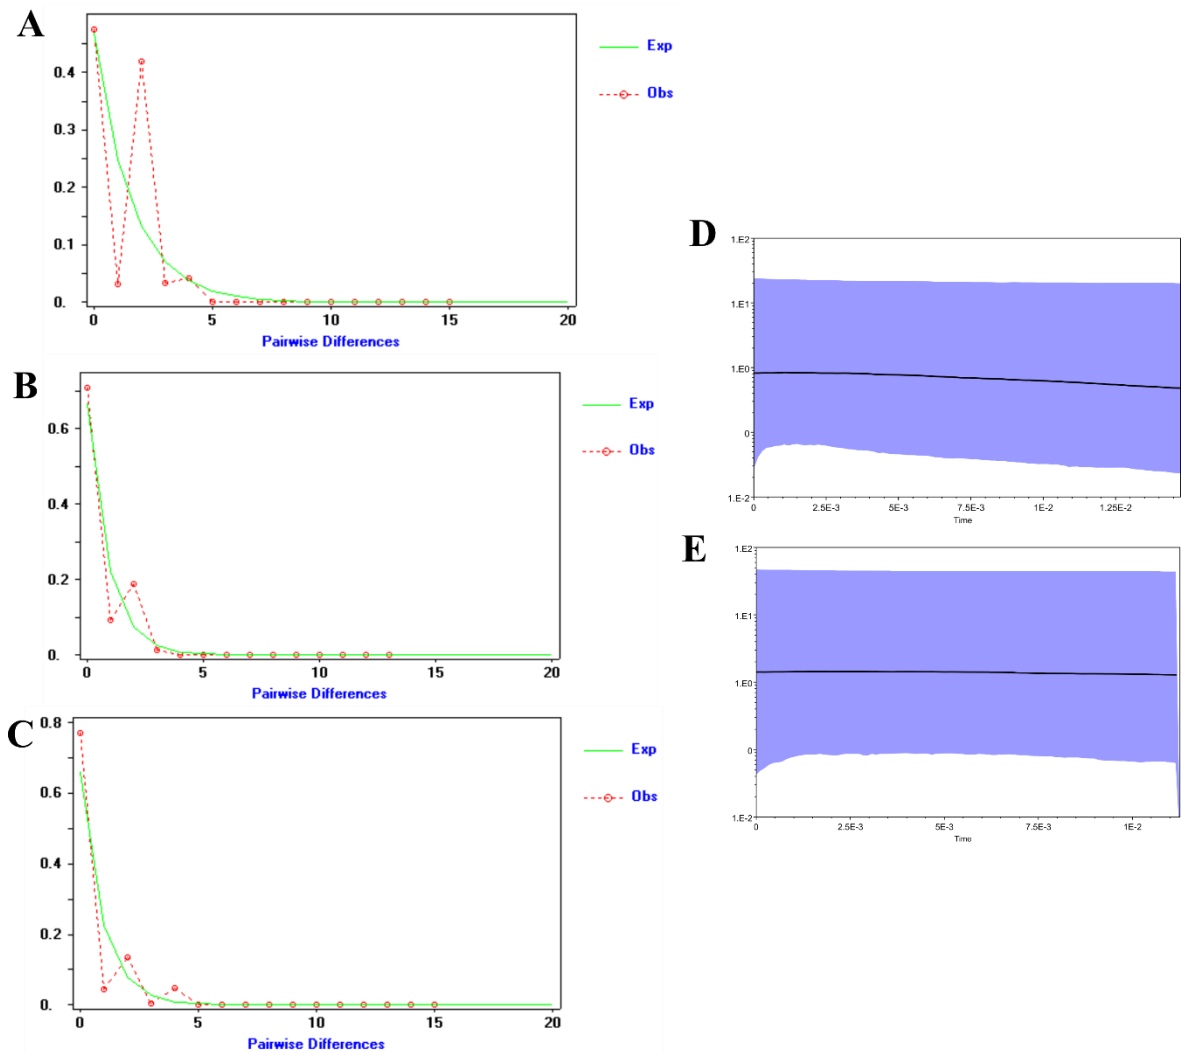 A
Exp
Obs
0.4
0.3
0.2
0.1
0.
0 5 10 15 20
Pairwise Differences
B
Exp
Obs
0.6
0.4
0.2
0.
0 5 10 15 20
Pairwise Differences
C
Exp
Obs
0.8
0.6
0.4
0.2
0.
0 5 10 15 20
Pairwise Differences
D
1.E2
1.E1
1.E0
0
1.E-2
0 2.5E-3 5E-3 7.5E-3 1E-2 1.25E-2
Time
E
1.E2
1.E1
1.E0
0
1.E-2
0 2.5E-3 5E-3 7.5E-3 1E-2
Time